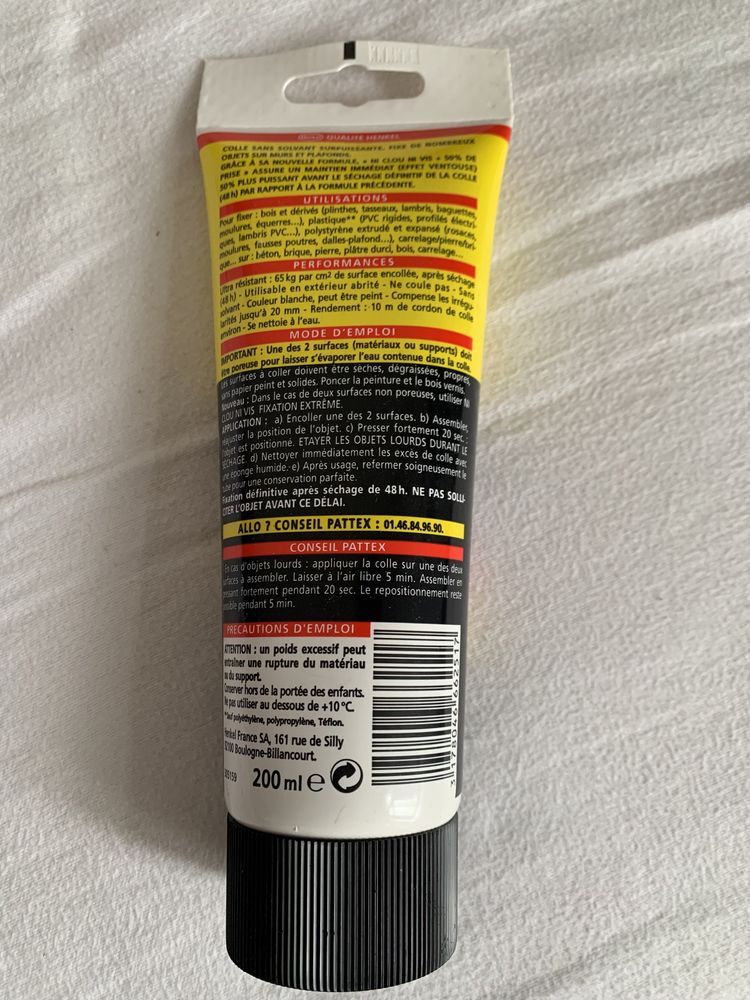 QUALITE HENKEL
COLLE SANS SOLVANT SURPUISSANTE. FIXE DE NOMBREUX
OBJETS SUR MURS ET PLAFONDS.
GRÂCE À SA NOUVELLE FORMULE, « NI CLOU NI VIS + 50% DE
PRISE » ASSURE UN MAINTIEN IMMÉDIAT (EFFET VENTOUSE)
50% PLUS PUISSANT AVANT LE SÉCHAGE DÉFINITIF DE LA COLLE
(48 h) PAR RAPPORT À LA FORMULE PRÉCÉDENTE.
UTILISATIONS
Pour fixer : bois et dérivés (plinthes, tasseaux, lambris, baguettes,
moulures, équerres...), plastique** (PVC rigides, profilés électri-
ques, lambris PVC...), polystyrène extrudé et expansé (rosaces,
moulures, fausses poutres, dalles-plafond...), carrelage/pierre/bri-
que... sur : béton, brique, pierre, plâtre durci, bois, carrelage...
PERFORMANCES
Ultra résistant : 65 kg par cm2 de surface encollée, après séchage
(48 h) - Utilisable en extérieur abrité - Ne coule pas - Sans
solvant - Couleur blanche, peut être peint - Compense les irrégu-
larités jusqu'à 20 mm - Rendement : 10 m de cordon de colle
environ - Se nettoie à l'eau.
MODE D'EMPLOI
IMPORTANT : Une des 2 surfaces (matériaux ou supports) doit
être poreuse pour laisser s'évaporer l'eau contenue dans la colle.
Les surfaces à coller doivent être sèches, dégraissées, propres,
sans papier peint et solides. Poncer la peinture et le bois vernis.
Nouveau : Dans le cas de deux surfaces non poreuses, utiliser NI
CLOU NI VIS FIXATION EXTRÊME.
APPLICATION : a) Encoller une des 2 surfaces. b) Assembler,
réajuster la position de l'objet. c) Presser fortement 20 sec. :
l'objet est positionné. ETAYER LES OBJETS LOURDS DURANT LE
SÉCHAGE. d) Nettoyer immédiatement les excès de colle avec
une éponge humide. e) Après usage, refermer soigneusement le
tube pour une conservation parfaite.
Fixation définitive après séchage de 48 h. NE PAS SOLLI-
CITER L'OBJET AVANT CE DÉLAI.
ALLO ? CONSEIL PATTEX : 01.46.84.96.90.
CONSEIL PATTEX
En cas d'objets lourds : appliquer la colle sur une des deux
surfaces à assembler. Laisser à l'air libre 5 min. Assembler en
pressant fortement pendant 20 sec. Le repositionnement reste
possible pendant 5 min.
PRÉCAUTIONS D'EMPLOI
ATTENTION : un poids excessif peut
entraîner une rupture du matériau
ou du support.
Conserver hors de la portée des enfants.
Ne pas utiliser au dessous de +10°C.
**Sauf polyéthylène, polypropylène, Téflon.
Henkel France SA, 161 rue de Silly
92100 Boulogne-Billancourt.
200 ml e
3 178046 662517